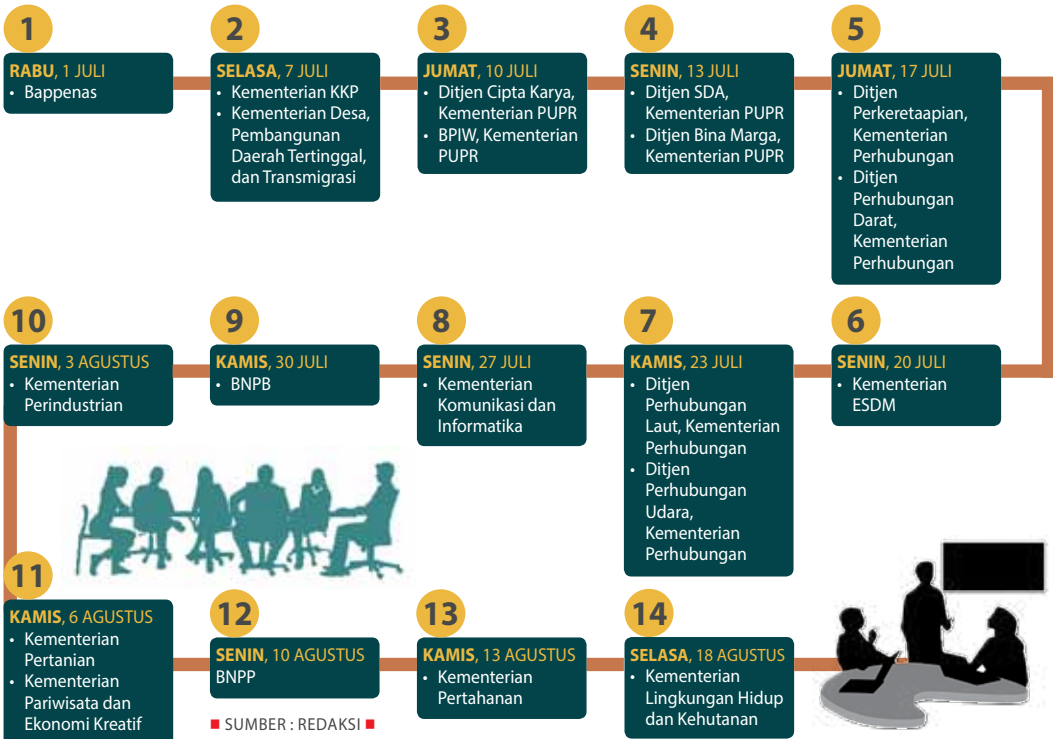 1
RABU, 1 JULI
• Bappenas
2
SELASA, 7 JULI
• Kementerian KKP
• Kementerian Desa,
Pembangunan
Daerah Tertinggal,
dan Transmigrasi
3
JUMAT, 10 JULI
• Ditjen Cipta Karya,
Kementerian PUPR
• BPIW, Kementerian
PUPR
4
SENIN, 13 JULI
• Ditjen SDA,
Kementerian PUPR
• Ditjen Bina Marga,
Kementerian PUPR
5
JUMAT, 17 JULI
• Ditjen
Perkeretaapian,
Kementerian
Perhubungan
• Ditjen
Perhubungan
Darat,
Kementerian
Perhubungan
6
SENIN, 20 JULI
• Kementerian
ESDM
7
KAMIS, 23 JULI
• Ditjen
Perhubungan
Laut, Kementerian
Perhubungan
• Ditjen
Perhubungan
Udara,
Kementerian
Perhubungan
8
SENIN, 27 JULI
• Kementerian
Komunikasi dan
Informatika
9
KAMIS, 30 JULI
• BNPB
10
SENIN, 3 AGUSTUS
• Kementerian
Perindustrian
11
KAMIS, 6 AGUSTUS
• Kementerian
Pertanian
• Kementerian
Pariwisata dan
Ekonomi Kreatif
12
SENIN, 10 AGUSTUS
BNPP
13
KAMIS, 13 AGUSTUS
• Kementerian
Pertahanan
14
SELASA, 18 AGUSTUS
• Kementerian
Lingkungan Hidup
dan Kehutanan
■ SUMBER : REDAKSI ■